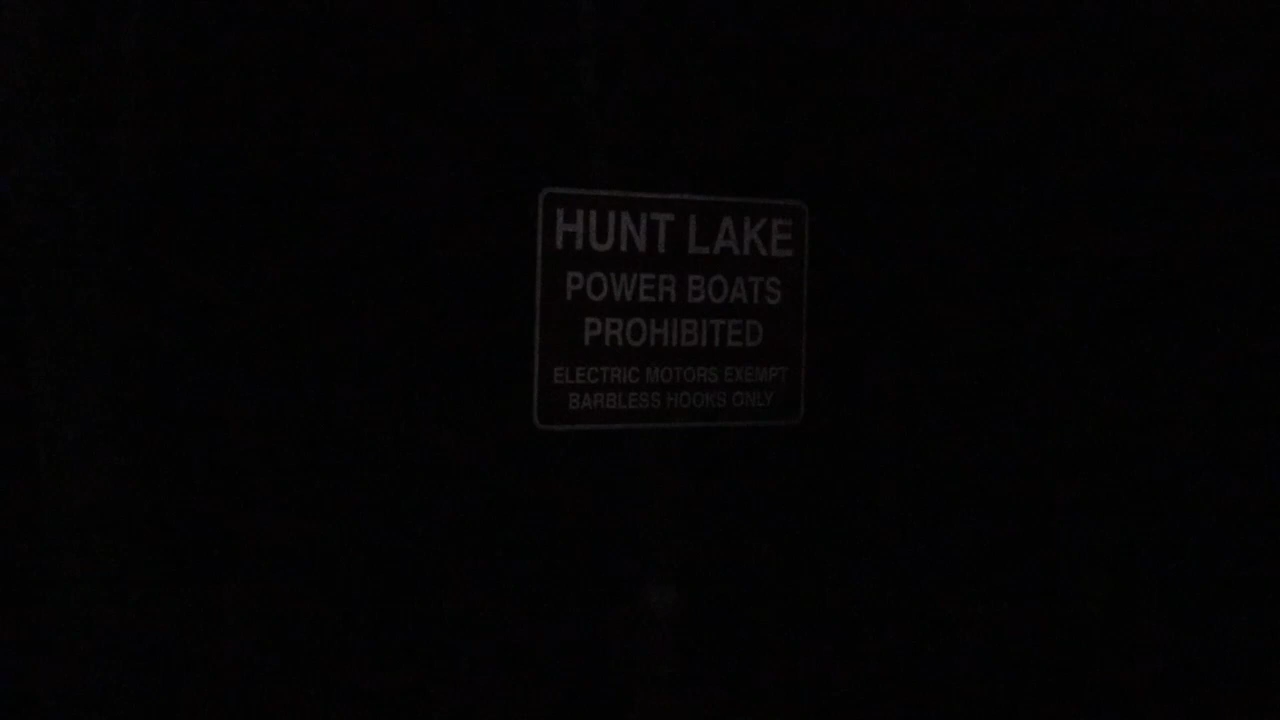 HUNT LAKE
POWER BOATS
PROHIBITED
ELECTRIC MOTORS EXEMPT
BARBLESS HOOKS ONLY